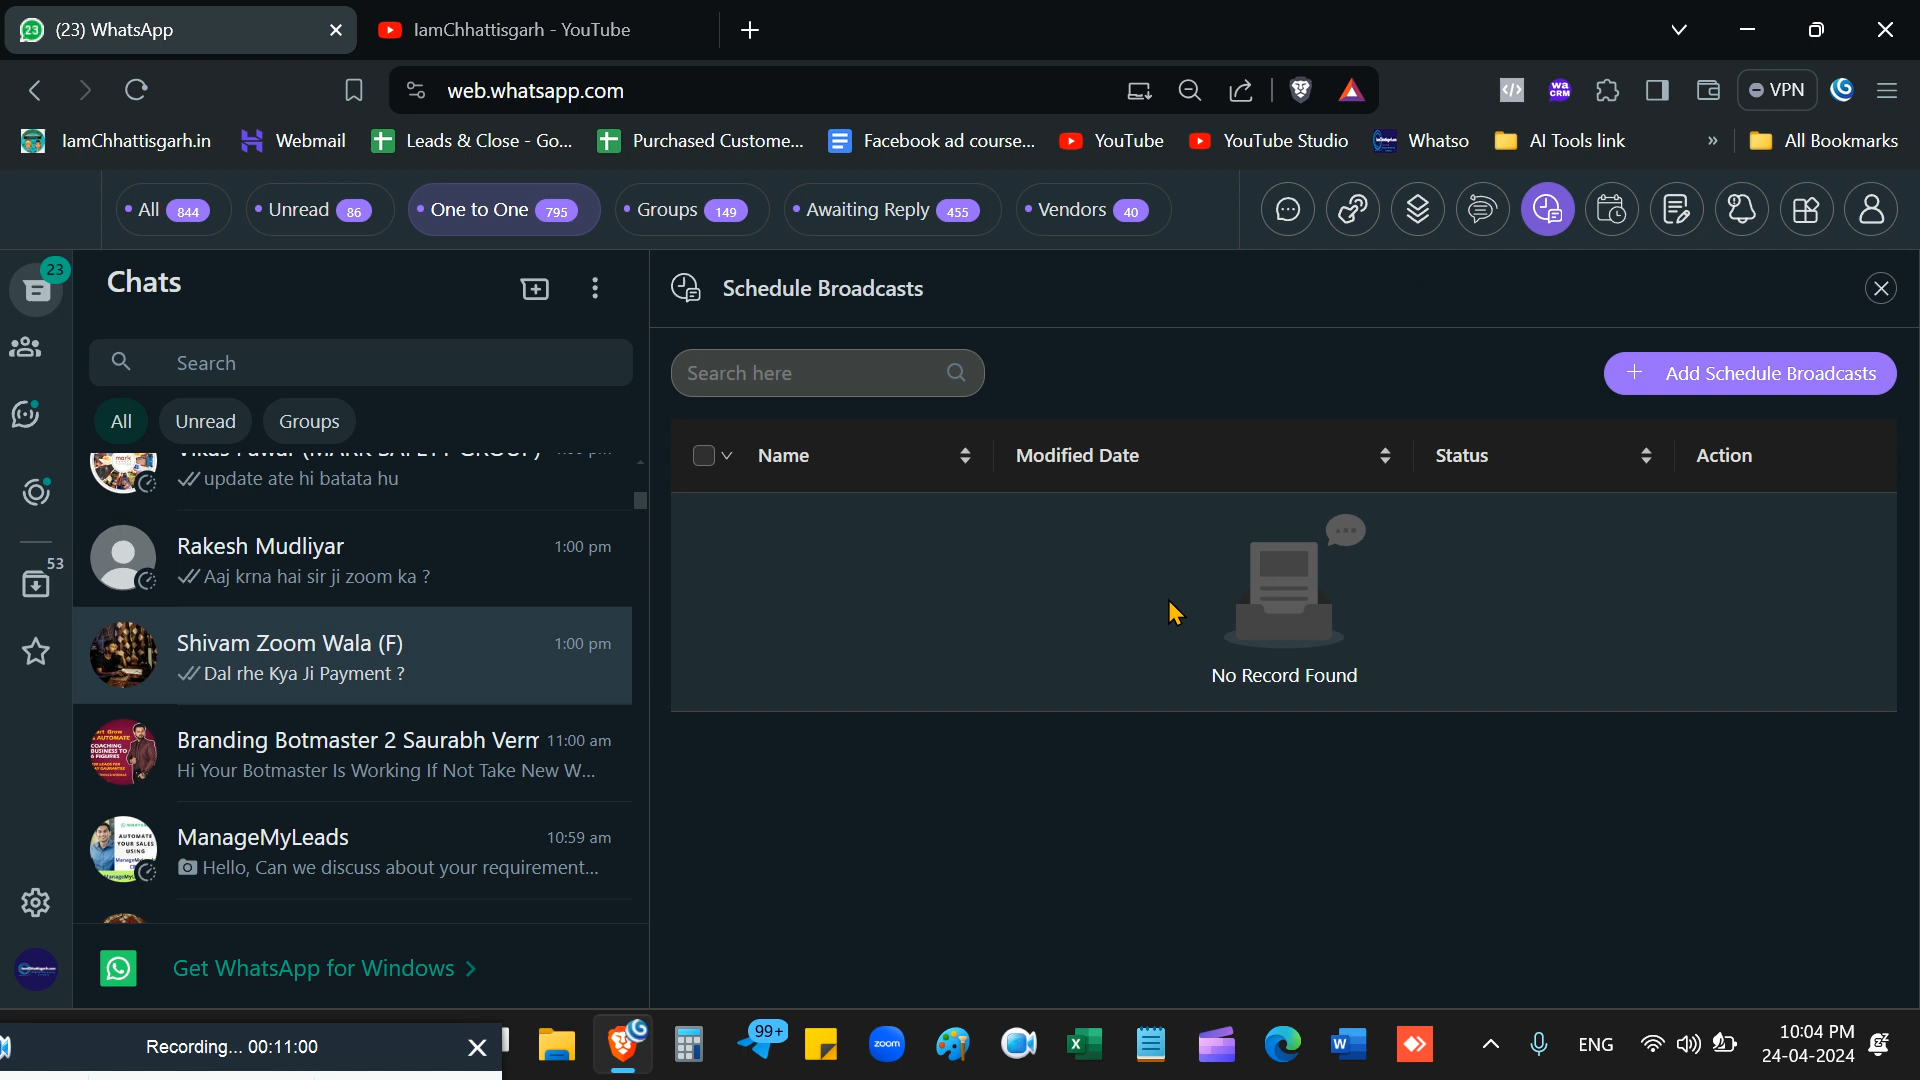 (23) WhatsApp
IamChhattisgarh - YouTube
web.whatsapp.com
VPN
IamChhattisgarh.in
Webmail
Leads & Close - Go...
Purchased Custome...
Facebook ad course...
YouTube
YouTube Studio
Whatso
AI Tools link
»
All Bookmarks
All 844
Unread 86
One to One 795
Groups 149
Awaiting Reply 455
Vendors 40
23
Chats
Schedule Broadcasts
Search
Search here
+ Add Schedule Broadcasts
All
Unread
Groups
Name
Modified Date
Status
Action
update ate hi batata hu
Rakesh Mudliyar 1:00 pm
Aaj krna hai sir ji zoom ka ?
53
Shivam Zoom Wala (F) 1:00 pm
Dal rhe Kya Ji Payment ?
No Record Found
Branding Botmaster 2 Saurabh Verm 11:00 am
Hi Your Botmaster Is Working If Not Take New W...
ManageMyLeads 10:59 am
Hello, Can we discuss about your requirement...
Get WhatsApp for Windows >
Recording... 00:11:00
99+
zoom
ENG
10:04 PM
24-04-2024